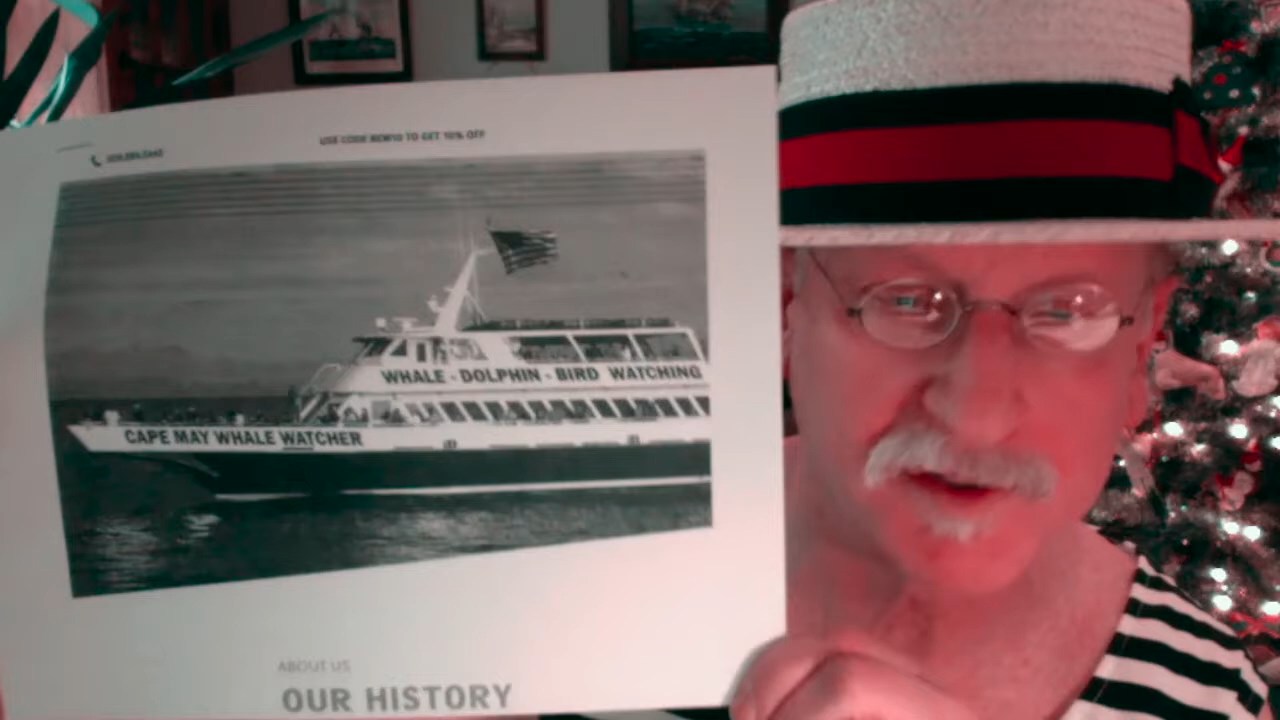 USE CODE NEW10 TO GET 10% OFF
WHALE - DOLPHIN - BIRD WATCHING
CAPE MAY WHALE WATCHER
ABOUT US
OUR HISTORY